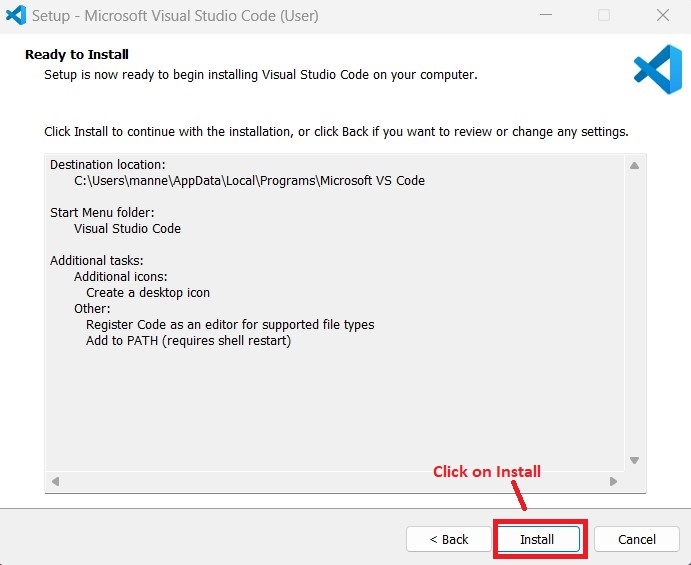 Setup - Microsoft Visual Studio Code (User)
Ready to Install
Setup is now ready to begin installing Visual Studio Code on your computer.
Click Install to continue with the installation, or click Back if you want to review or change any settings.
Destination location:
C:\Users\manne\AppData\Local\Programs\Microsoft VS Code
Start Menu folder:
Visual Studio Code
Additional tasks:
Additional icons:
Create a desktop icon
Other:
Register Code as an editor for supported file types
Add to PATH (requires shell restart)
Click on Install
< Back Install Cancel